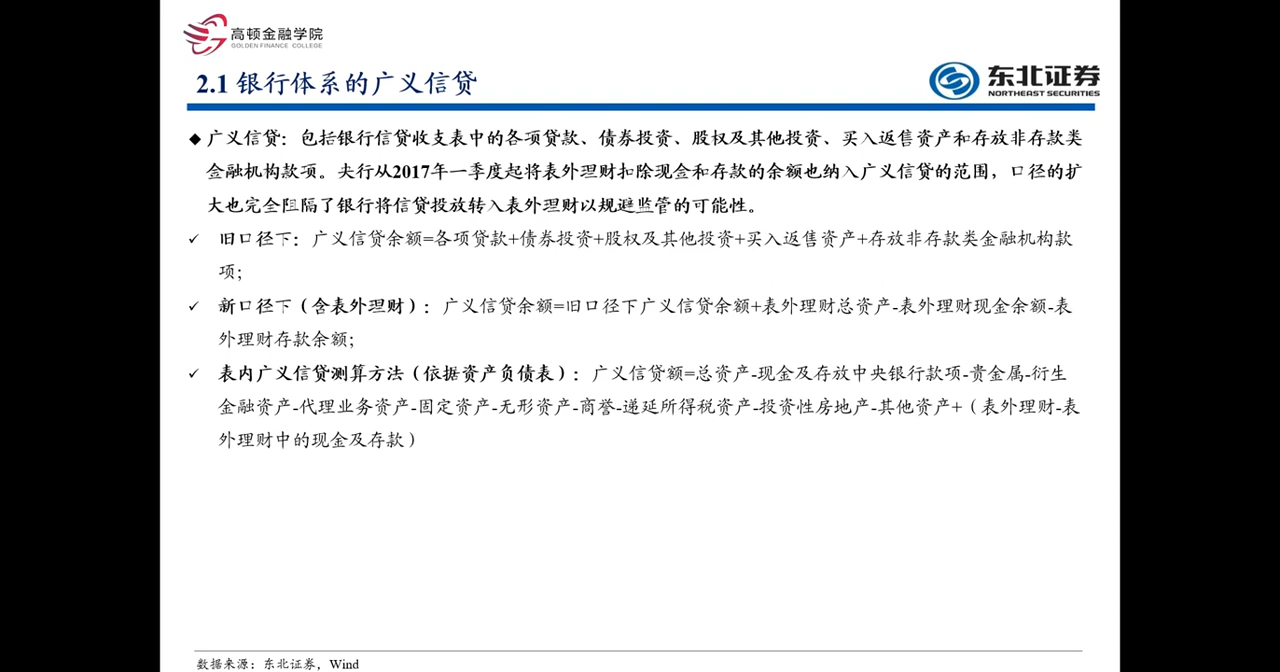 高顿金融学院
GOLDEN FINANCE COLLEGE
2.1 银行体系的广义信贷
东北证券
NORTHEAST SECURITIES
◆ 广义信贷：包括银行信贷收支表中的各项贷款、债券投资、股权及其他投资、买入返售资产和存放非存款类
金融机构款项。央行从2017年一季度起将表外理财扣除现金和存款的余额也纳入广义信贷的范围，口径的扩
大也完全阻隔了银行将信贷投放转入表外理财以规避监管的可能性。
✓ 旧口径下：广义信贷余额=各项贷款+债券投资+股权及其他投资+买入返售资产+存放非存款类金融机构款
项；
✓ 新口径下（含表外理财）：广义信贷余额=旧口径下广义信贷余额+表外理财总资产-表外理财现金余额-表
外理财存款余额；
✓ 表内广义信贷测算方法（依据资产负债表）：广义信贷额=总资产-现金及存放中央银行款项-贵金属-衍生
金融资产-代理业务资产-固定资产-无形资产-商誉-递延所得税资产-投资性房地产-其他资产+（表外理财-表
外理财中的现金及存款）
数据来源：东北证券，Wind